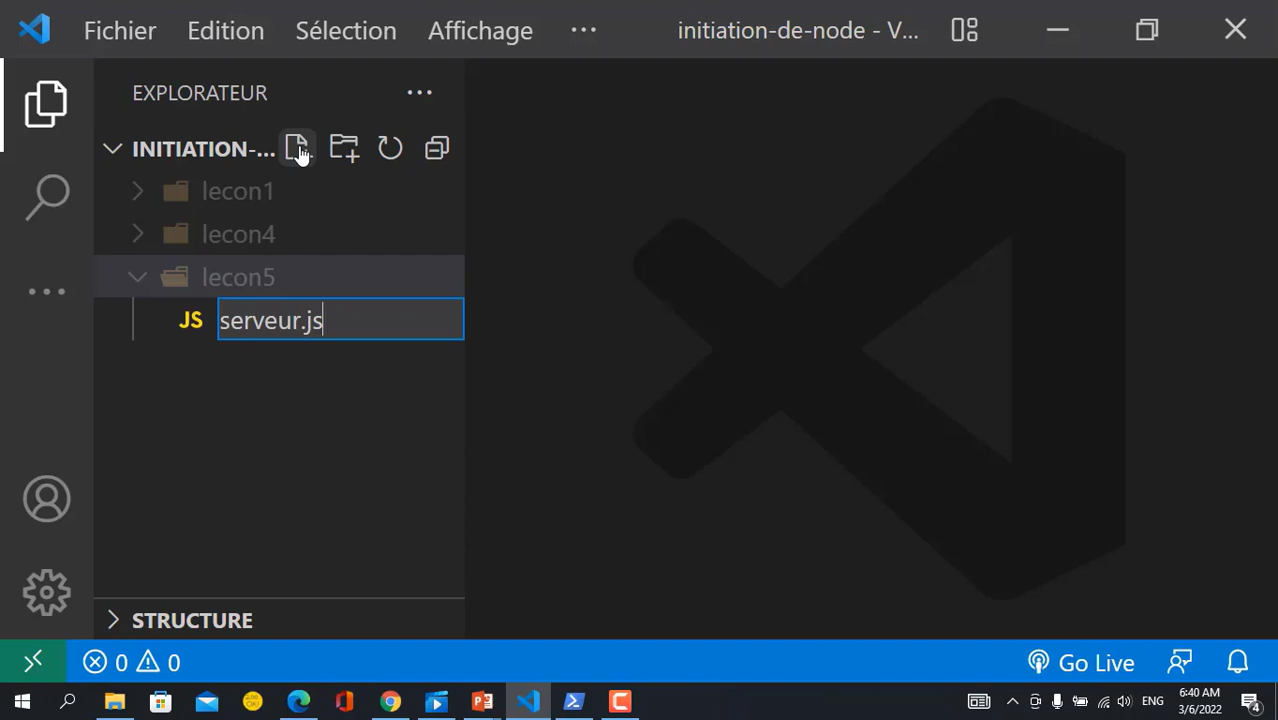 Fichier Edition Sélection Affichage ··· initiation-de-node - V...
EXPLORATEUR ···
INITIATION-...
lecon1
lecon4
lecon5
JS serveur.js
STRUCTURE
0 0 Go Live
ENG 6:40 AM
3/6/2022 4